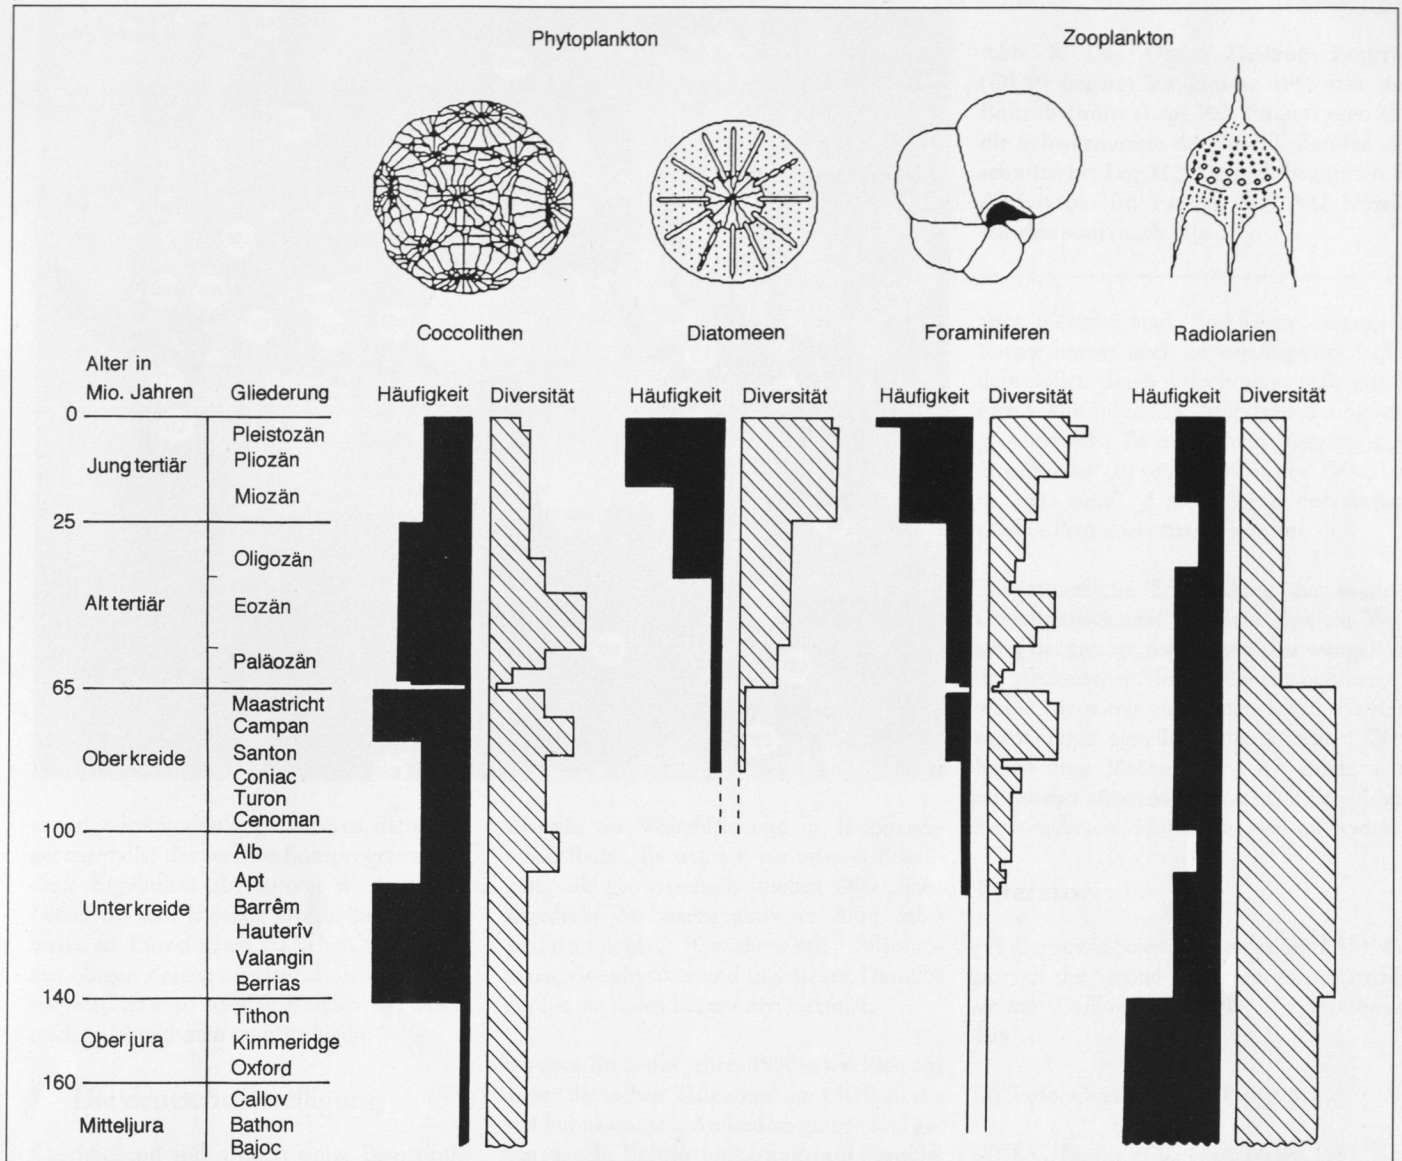 Phytoplankton
Zooplankton
Coccolithen
Diatomeen
Foraminiferen
Radiolarien
Alter in
Mio. Jahren
Gliederung
Häufigkeit Diversität
Häufigkeit Diversität
Häufigkeit Diversität
Häufigkeit Diversität
0
Pleistozän
Jungtertiär
Pliozän
Miozän
25
Oligozän
Alttertiär
Eozän
Paläozän
65
Maastricht
Campan
Oberkreide
Santon
Coniac
Turon
Cenoman
100
Alb
Apt
Unterkreide
Barrêm
Hauterîv
Valangin
Berrias
140
Tithon
Oberjura
Kimmeridge
Oxford
160
Callov
Mitteljura
Bathon
Bajoc